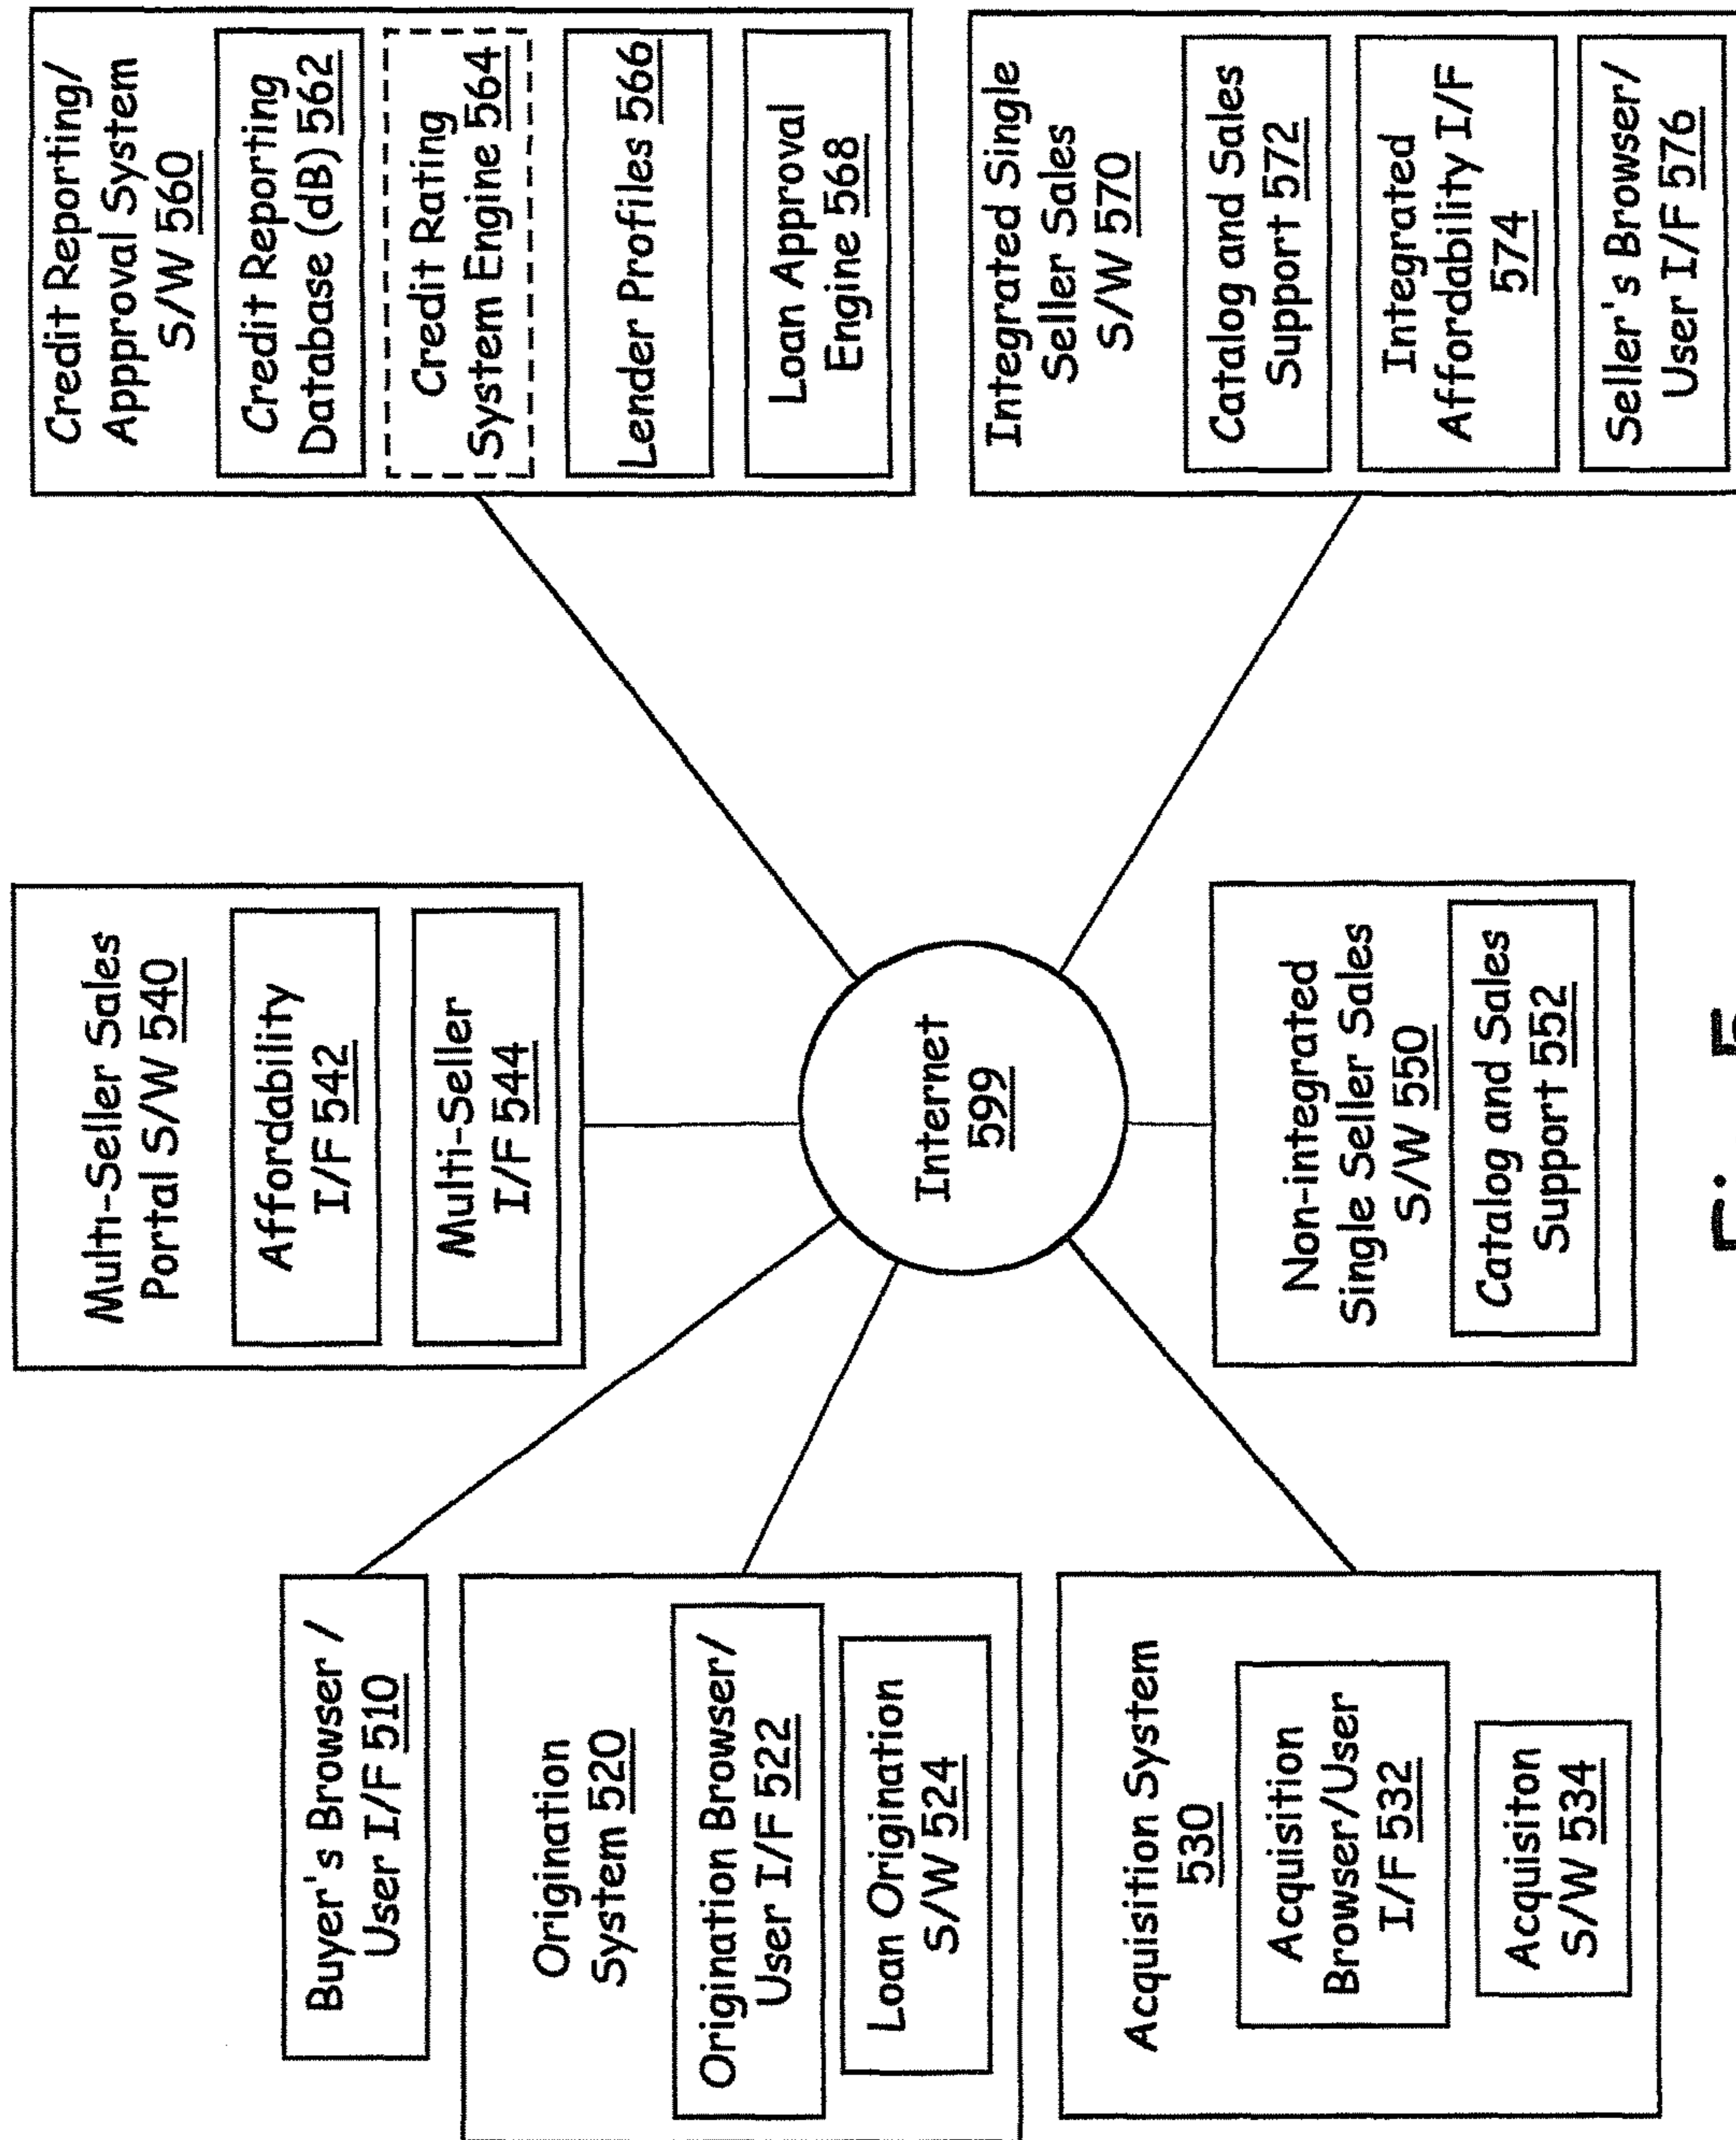 Buyer's Browser /
User I/F 510
Origination
System 520
Origination Browser/
User I/F 522
Loan Origination
S/W 524
Acquisition System
530
Acquisition
Browser/User
I/F 532
Acquisiton
S/W 534
Multi-Seller Sales
Portal S/W 540
Affordability
I/F 542
Multi-Seller
I/F 544
Internet
599
Non-integrated
Single Seller Sales
S/W 550
Catalog and Sales
Support 552
Credit Reporting/
Approval System
S/W 560
Credit Reporting
Database (dB) 562
Credit Rating
System Engine 564
Lender Profiles 566
Loan Approval
Engine 568
Integrated Single
Seller Sales
S/W 570
Catalog and Sales
Support 572
Integrated
Affordability I/F
574
Seller's Browser/
User I/F 576